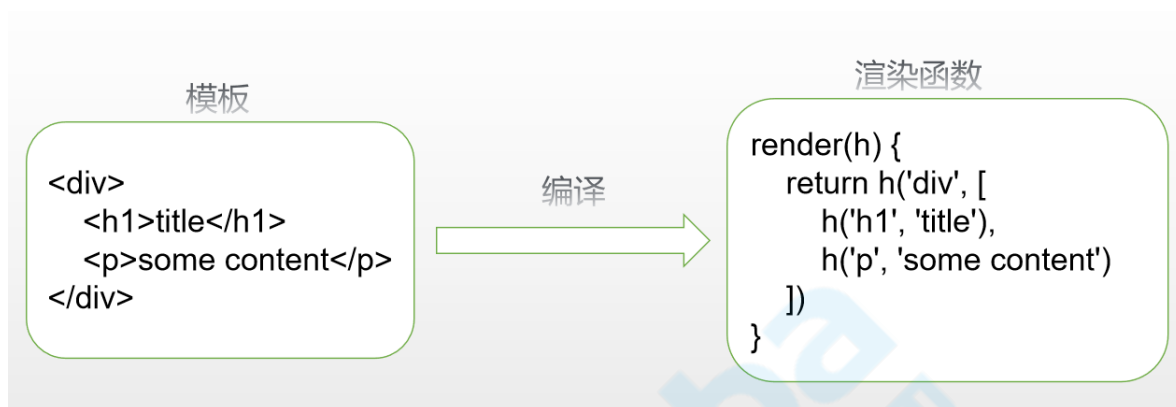 模板
<div>
<h1>title</h1>
<p>some content</p>
</div>
编译
渲染函数
render(h) {
return h('div', [
h('h1', 'title'),
h('p', 'some content')
])
}